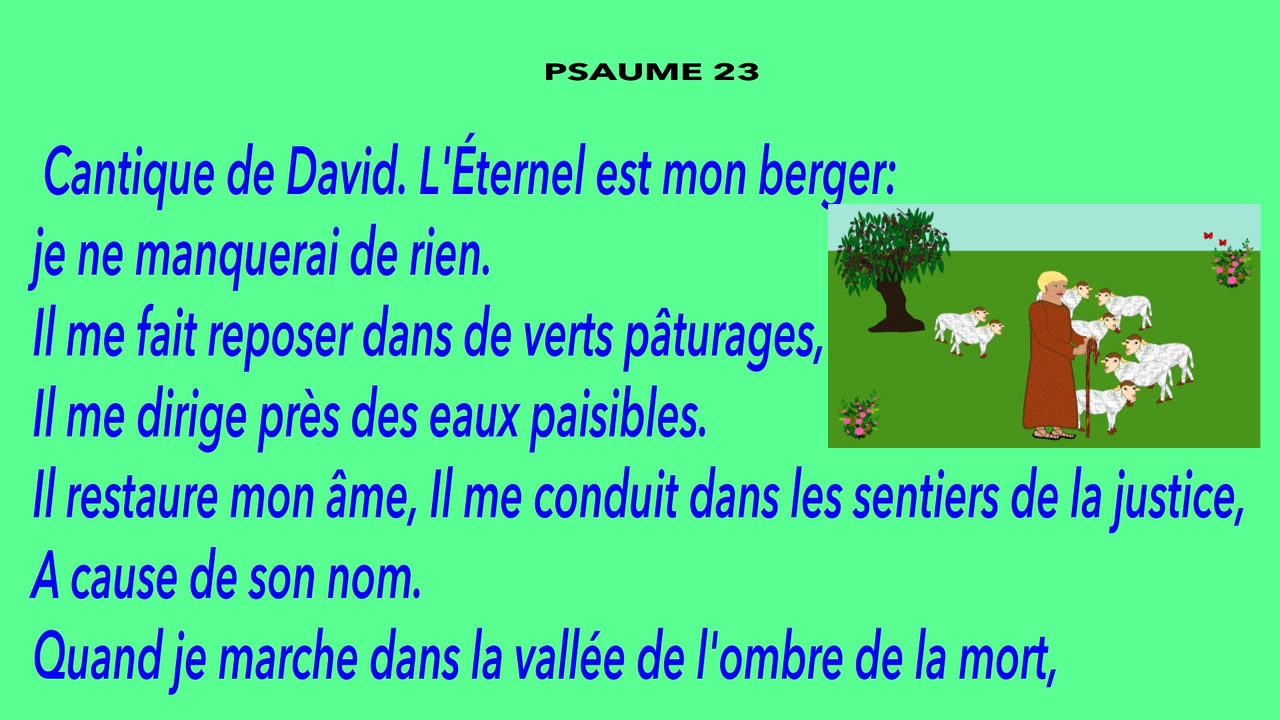 PSAUME 23
Cantique de David. L'Éternel est mon berger:
je ne manquerai de rien.
Il me fait reposer dans de verts pâturages,
Il me dirige près des eaux paisibles.
Il restaure mon âme, Il me conduit dans les sentiers de la justice,
A cause de son nom.
Quand je marche dans la vallée de l'ombre de la mort,